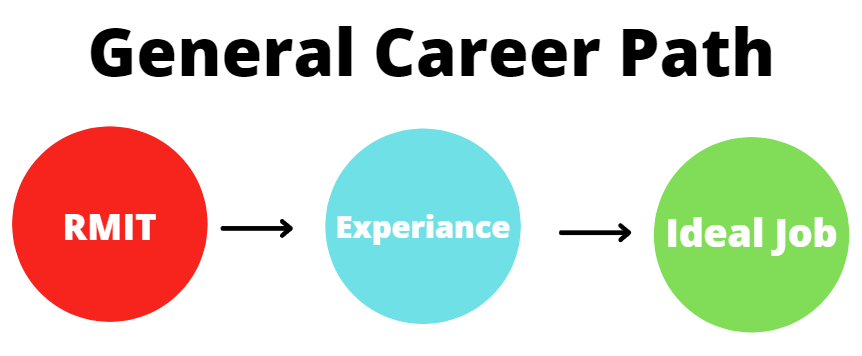 General Career Path
RMIT
Experiance
Ideal Job